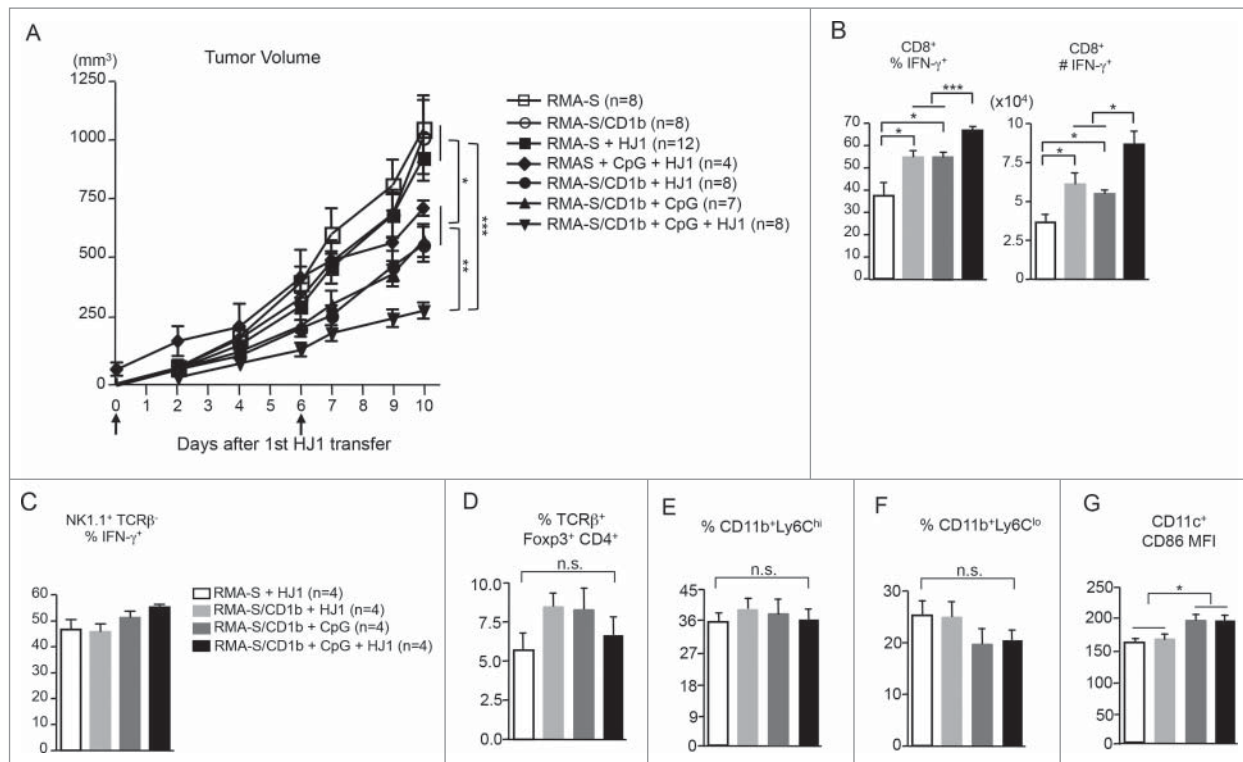 A
Tumor Volume
(mm³)
1250
1000
750
500
250
0
0 1 2 3 4 5 6 7 8 9 10
Days after 1st HJ1 transfer
RMA-S (n=8)
RMA-S/CD1b (n=8)
RMA-S + HJ1 (n=12)
RMAS + CpG + HJ1 (n=4)
RMA-S/CD1b + HJ1 (n=8)
RMA-S/CD1b + CpG (n=7)
RMA-S/CD1b + CpG + HJ1 (n=8)
*
**
***
B
CD8⁺
% IFN-γ⁺
***
*
*
70
60
50
40
30
20
10
0
CD8⁺
# IFN-γ⁺
(x10⁴)
*
*
*
10
7.5
5
2.5
0
C
NK1.1⁺ TCRβ⁻
% IFN-γ⁺
60
50
40
30
20
10
0
RMA-S + HJ1 (n=4)
RMA-S/CD1b + HJ1 (n=4)
RMA-S/CD1b + CpG (n=4)
RMA-S/CD1b + CpG + HJ1 (n=4)
D
% TCRβ⁺
Foxp3⁺ CD4⁺
n.s.
10.0
7.5
5.0
2.5
0.0
E
% CD11b⁺Ly6Cʰⁱ
n.s.
45
36
27
18
9
0
F
% CD11b⁺Ly6Cˡᵒ
n.s.
30
20
10
0
G
CD11c⁺
CD86 MFI
*
250
200
150
100
50
0